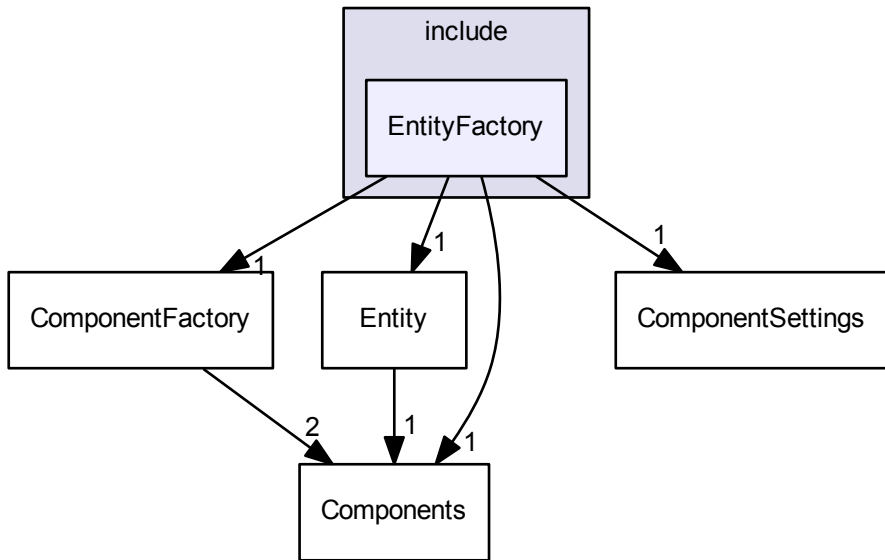 include
EntityFactory
1
1
1
ComponentFactory
Entity
ComponentSettings
2
1
1
Components